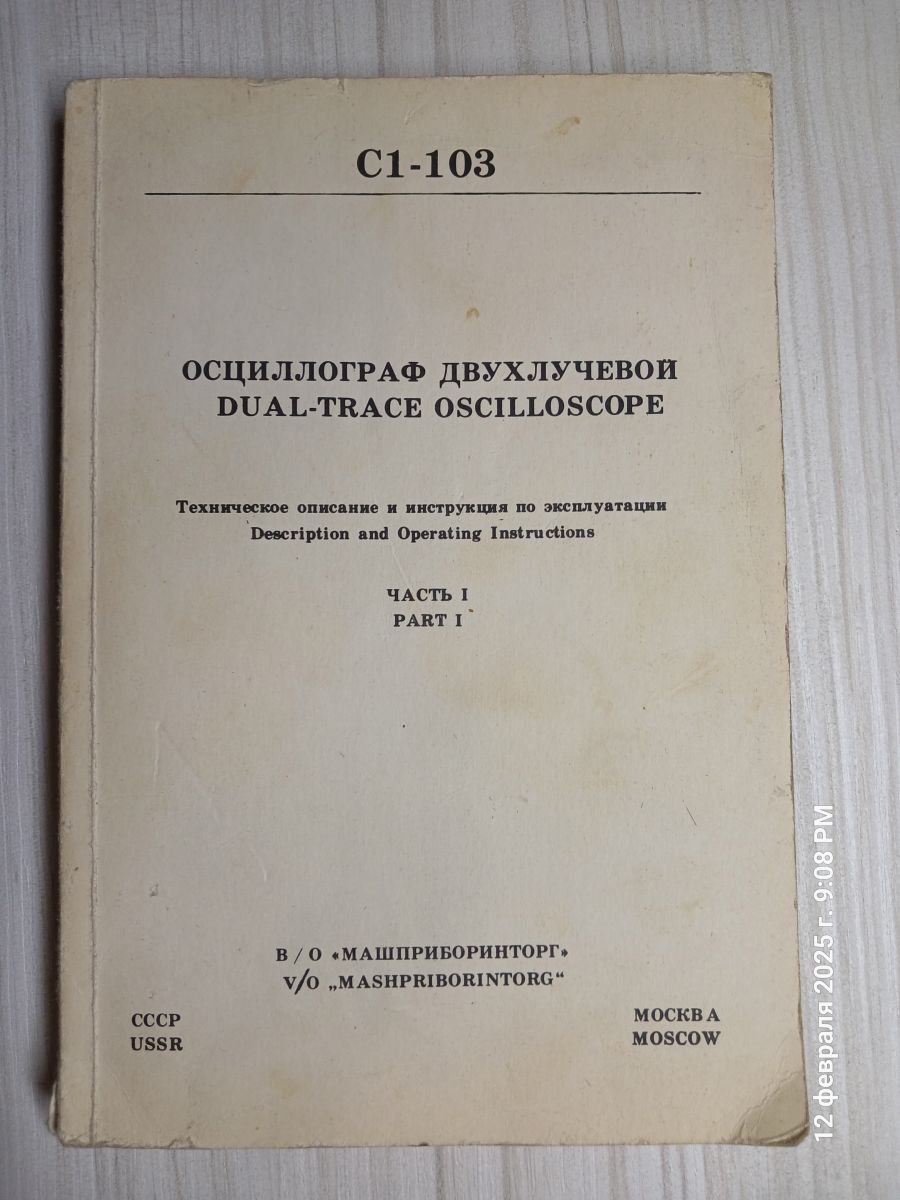 С1-103
ОСЦИЛЛОГРАФ ДВУХЛУЧЕВОЙ
DUAL-TRACE OSCILLOSCOPE
Техническое описание и инструкция по эксплуатации
Description and Operating Instructions
ЧАСТЬ I
PART I
В/О «МАШПРИБОРИНТОРГ»
V/O „MASHPRIBORINTORG“
СССР
USSR
МОСКВА
MOSCOW
12 февраля 2025 г. 9:08 PM